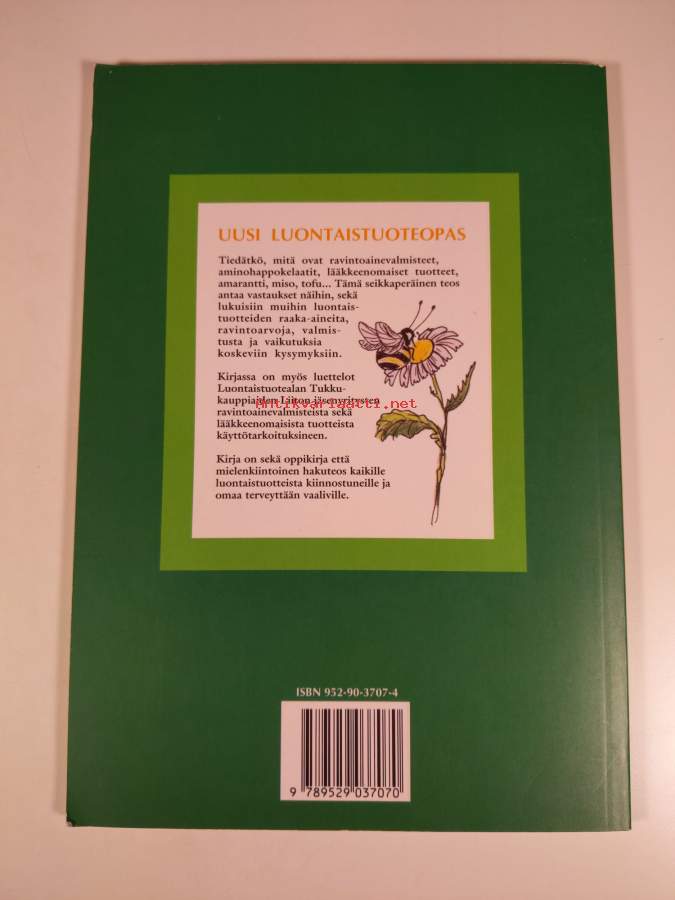 UUSI LUONTAISTUOTEOPAS
Tiedätkö, mitä ovat ravintoainevalmisteet,
aminohappokelaatit, lääkkeenomaiset tuotteet,
amarantti, miso, tofu... Tämä seikkaperäinen teos
antaa vastaukset näihin, sekä
lukuisiin muihin luontais-
tuotteiden raaka-aineita,
ravintoarvoja, valmis-
tusta ja vaikutuksia
koskeviin kysymyksiin.
Kirjassa on myös luettelot
Luontaistuotealan Tukku-
kauppiaiden Liiton jäsenyritysten
Antikvariaatti.net
ravintoainevalmisteista sekä
lääkkeenomaisista tuotteista
käyttötarkoituksineen.
Kirja on sekä oppikirja että
mielenkiintoinen hakuteos kaikille
luontaistuotteista kiinnostuneille ja
omaa terveyttään vaaliville.
ISBN 952-90-3707-4
9 789529 037070